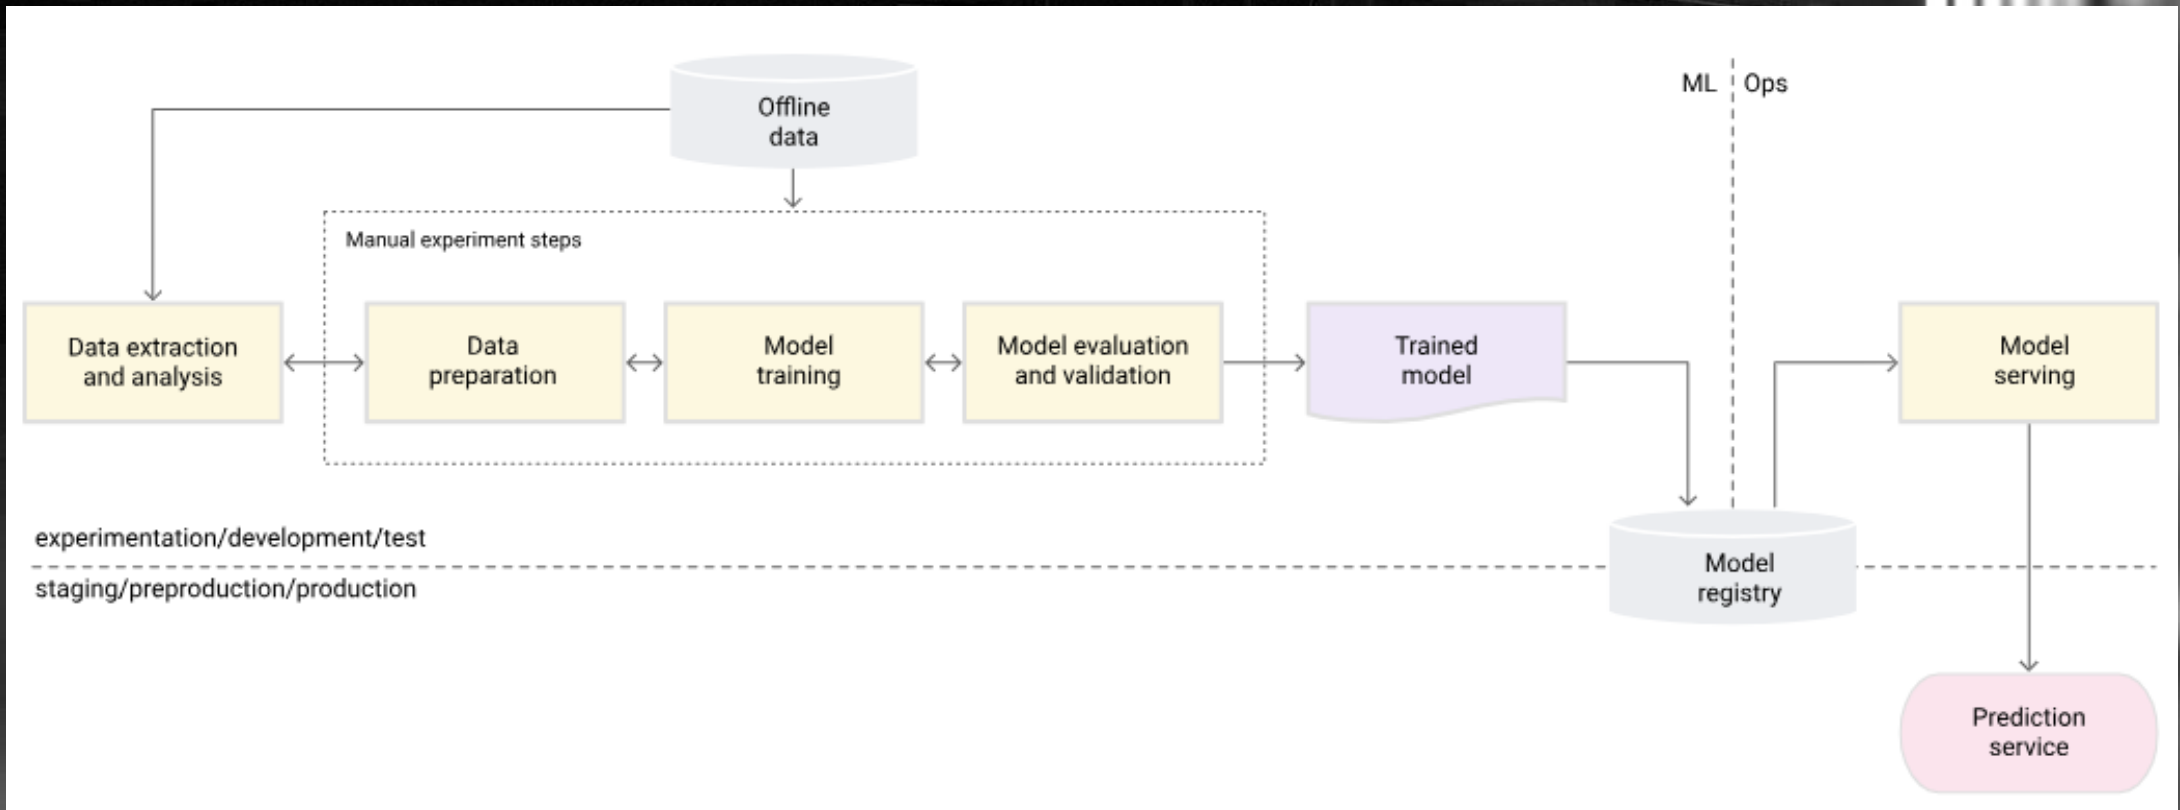 ML
Ops
Offline
data
Manual experiment steps
Data extraction
and analysis
Data
preparation
Model
training
Model evaluation
and validation
Trained
model
Model
serving
experimentation/development/test
staging/preproduction/production
Model
registry
Prediction
service